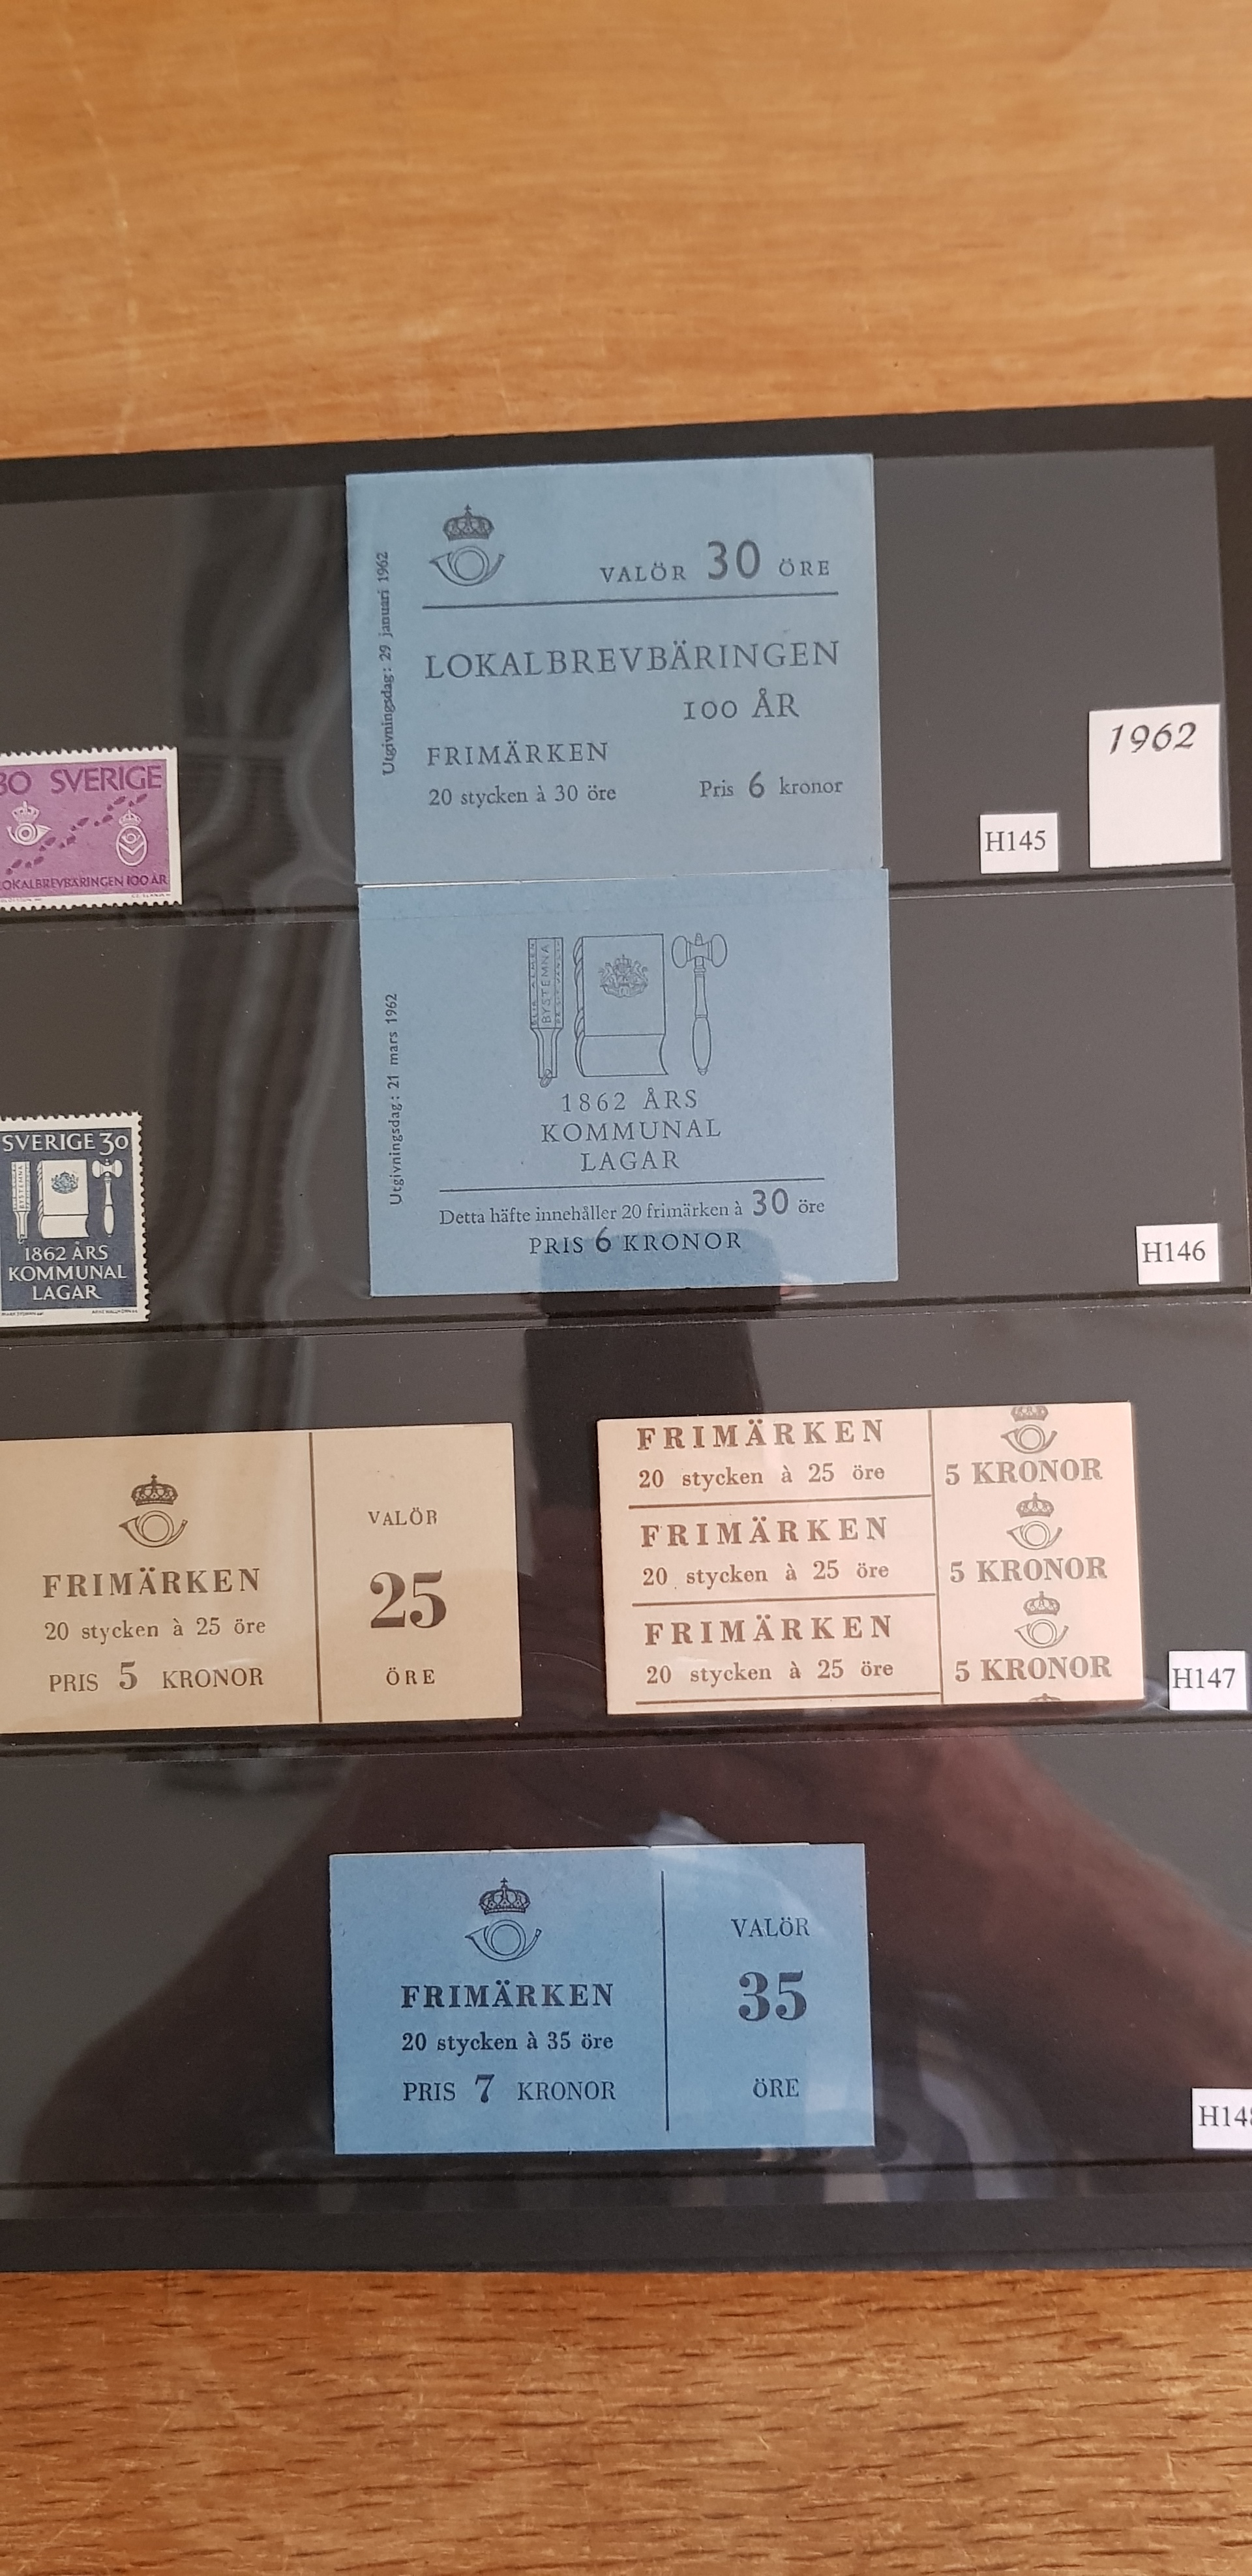 Utgivningsdag: 29 januari 1962
VALÖR 30 ÖRE
LOKALBREVBÄRINGEN
100 ÅR
FRIMÄRKEN
20 stycken à 30 öre Pris 6 kronor
30 SVERIGE
LOKALBREVBÄRINGEN 100 ÅR
1962
H145
Utgivningsdag: 21 mars 1962
BYSTEMNA
1862 ÅRS
KOMMUNAL
LAGAR
Detta häfte innehåller 20 frimärken à 30 öre
PRIS 6 KRONOR
SVERIGE 30
1862 ÅRS
KOMMUNAL
LAGAR
H146
FRIMÄRKEN
20 stycken à 25 öre
PRIS 5 KRONOR
VALÖR
25
ÖRE
FRIMÄRKEN
20 stycken à 25 öre
5 KRONOR
FRIMÄRKEN
20 stycken à 25 öre
5 KRONOR
FRIMÄRKEN
20 stycken à 25 öre
5 KRONOR
H147
FRIMÄRKEN
20 stycken à 35 öre
PRIS 7 KRONOR
VALÖR
35
ÖRE
H148